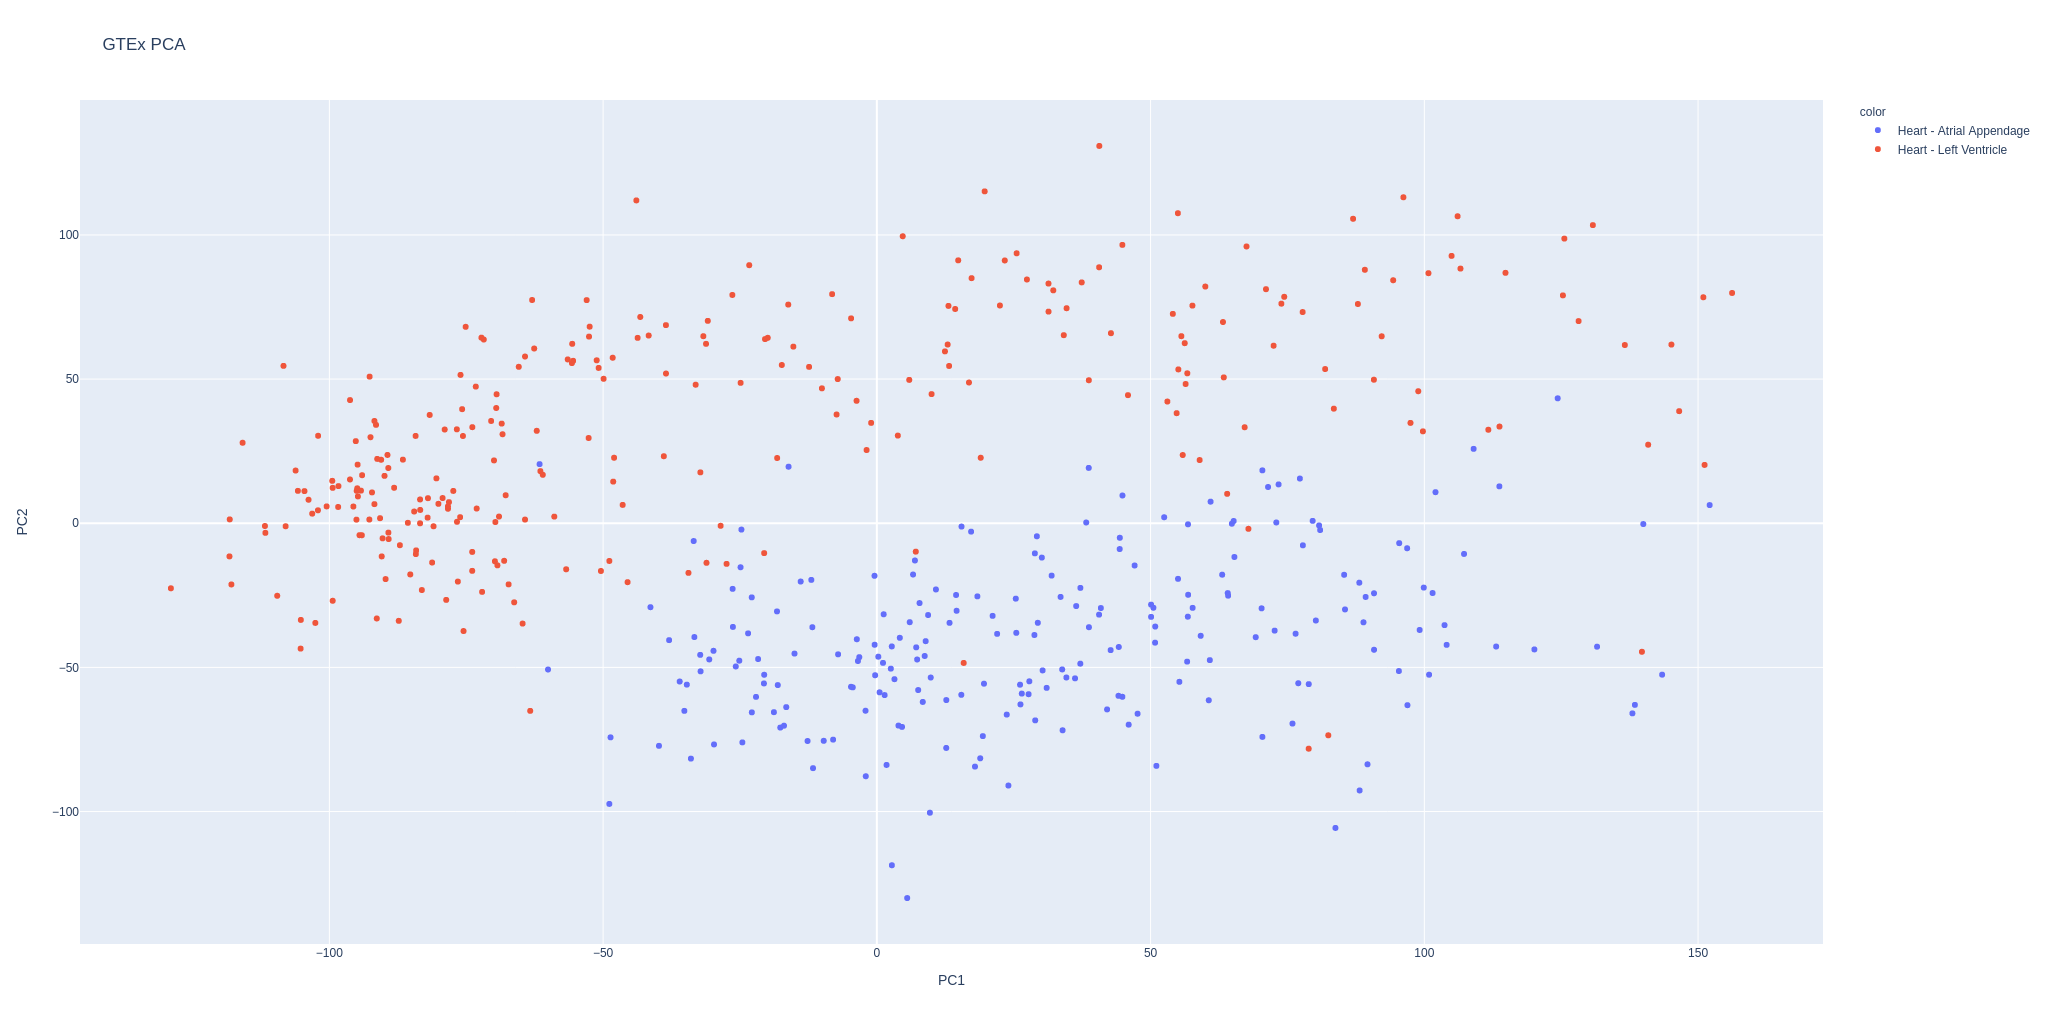 GTEx PCA
color
Heart - Atrial Appendage
Heart - Left Ventricle
PC2
100
50
0
−50
−100
−100
−50
0
50
100
150
PC1